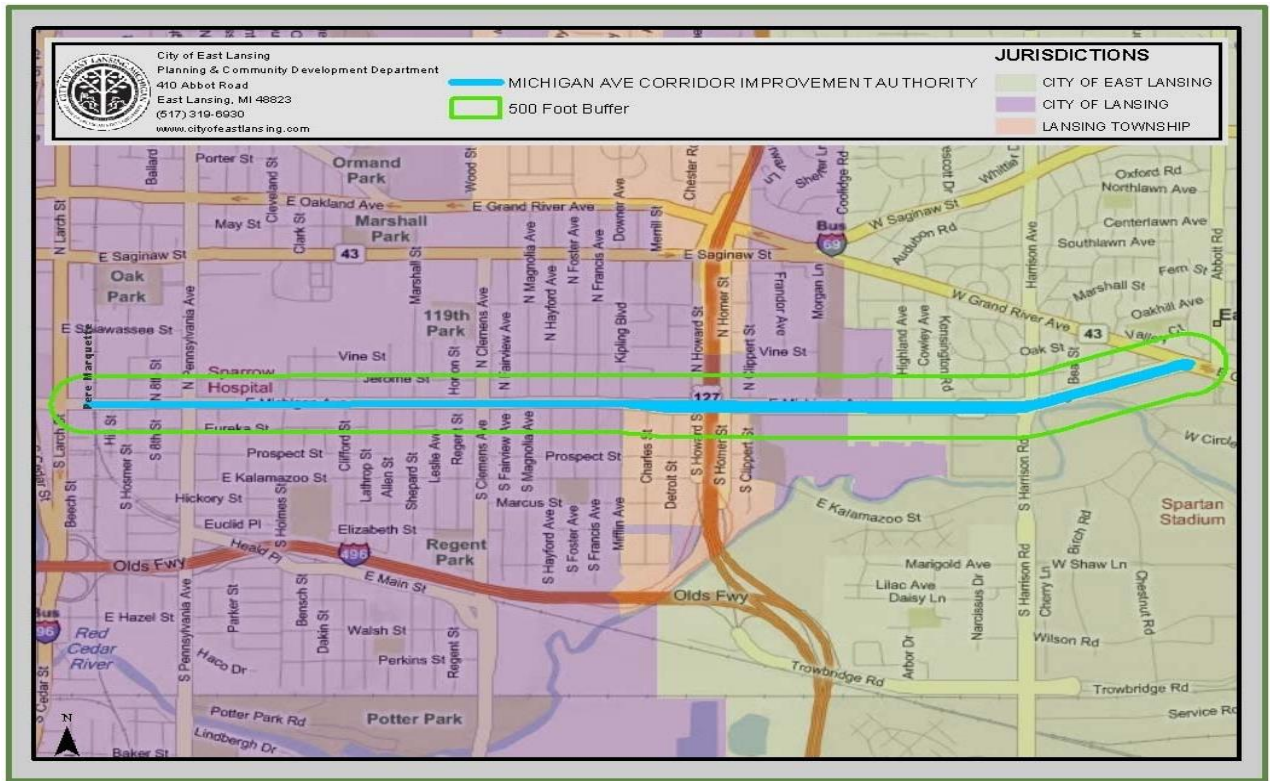 City of East Lansing
Planning & Community Development Department
410 Abbot Road
East Lansing, MI 48823
(517) 319-6930
www.cityofeastlansing.com
CITY OF EAST LANSING, MICHIGAN
MICHIGAN AVE CORRIDOR IMPROVEMENT AUTHORITY
500 Foot Buffer
JURISDICTIONS
CITY OF EAST LANSING
CITY OF LANSING
LANSING TOWNSHIP
Porter St
Ormand
Park
Ballard
Cleveland St
Wood St
Chester Rd
Coolidge Rd
Oxford Rd
Northlawn Ave
E Oakland Ave
E Grand River Ave
W Saginaw St
May St
Clark St
Marshall
Park
Downer Ave
Merrill St
Bus
69
Audubon Rd
Harrison Ave
Centerlawn Ave
Southlawn Ave
Abbott Rd
N Larch St
E Saginaw St
43
Marshall St
N Magnolia Ave
N Foster Ave
N Francis Ave
E Saginaw St
Fern St
Oak
Park
N Pennsylvania Ave
119th
Park
N Clemens Ave
N Hayford Ave
Kipling Blvd
N Howard St
N Homer St
Frandor Ave
Morgan Ln
W Grand River Ave
Marshall St
Oakhill Ave
43
Valley Ct
Pere Marquette
N 8th St
Vine St
Horton St
N Fairview Ave
N Clippert St
Vine St
Highland Ave
Cowley Ave
Kensington Rd
Oak St
Sparrow
Hospital
Jerome St
127
Hill St
Eureka St
S Larch St
S 8th St
Clifford St
Prospect St
Regent St
S Clemens Ave
S Fairview Ave
S Magnolia Ave
Prospect St
Charles St
S Howard St
S Homer St
S Clippert St
W Circle
Beech St
S Hosmer St
E Kalamazoo St
Lathrop St
Allen St
Shepard St
Leslie Ave
Detroit St
S Harrison Rd
Hickory St
S Holmes St
Marcus St
E Kalamazoo St
Spartan
Stadium
Euclid Pl
Elizabeth St
S Hayford Ave
S Foster Ave
S Francis Ave
Mifflin Ave
Birch Rd
Heald Pl
496
Regent
Park
Olds Fwy
E Main St
Marigold Ave
W Shaw Ln
Lilac Ave
Daisy Ln
Olds Fwy
E Hazel St
Parker St
Bensch St
Dakin St
Narcissus Dr
S Harrison Rd
Cherry Ln
Chestnut Rd
Bus
96
Red
Cedar
River
S Pennsylvania Ave
Walsh St
Wilson Rd
Haco Dr
Perkins St
Regent St
Arbor Dr
Trowbridge Rd
Trowbridge Rd
S Cedar St
Potter Park Rd
Potter Park
Service Rd
N
Lindbergh Dr
Baker St